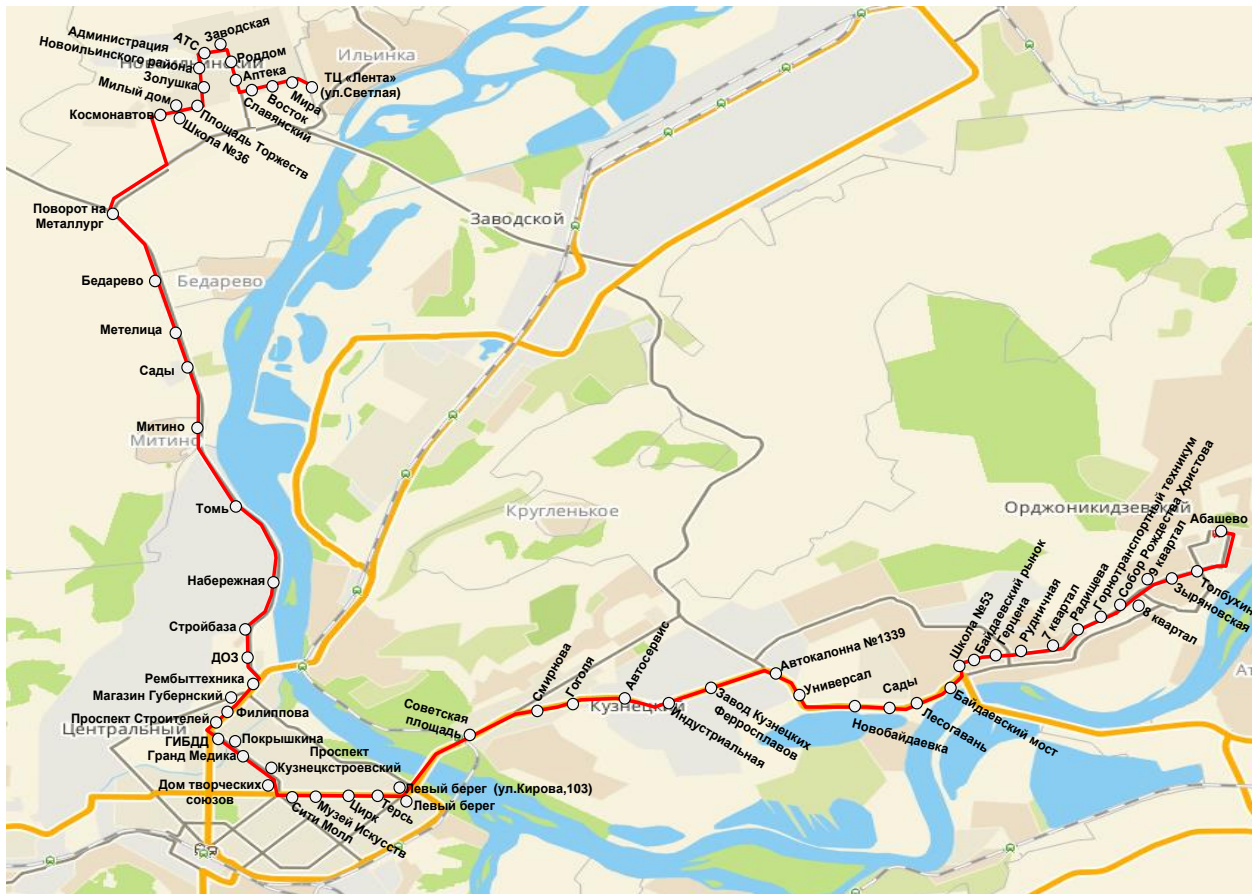 Заводская
АТС
Администрация
Новоильинского района
Новоильинский
Ильинка
Роддом
Золушка
Аптека
ТЦ «Лента»
(ул.Светлая)
Милый дом
Мира
Восток
Славянский
Космонавтов
Площадь Торжеств
Школа №36
Поворот на
Металлург
Заводской
Бедарево
Бедарево
Метелица
Сады
Митино
Митино
Томь
Кругленькое
Орджоникидзевский
Абашево
Набережная
Стройбаза
ДОЗ
Рембыттехника
Магазин Губернский
Филиппова
Проспект Строителей
Центральный
ГИБДД
Покрышкина
Гранд Медика
Проспект
Кузнецкстроевский
Дом творческих
союзов
Сити Молл
Музей Искусств
Цирк
Терсь
Левый берег (ул.Кирова,103)
Левый берег
Советская
площадь
Смирнова
Гоголя
Автосервис
Кузнецкий
Индустриальная
Завод Кузнецких
Ферросплавов
Автокалонна №1339
Универсал
Новобайдаевка
Сады
Лесогавань
Байдаевский мост
Школа №53
Байдаевский рынок
Герцена
Рудничная
7 квартал
Радищева
Горнотранспортный техникум
Собор Рождества Христова
9 квартал
8 квартал
Зыряновская